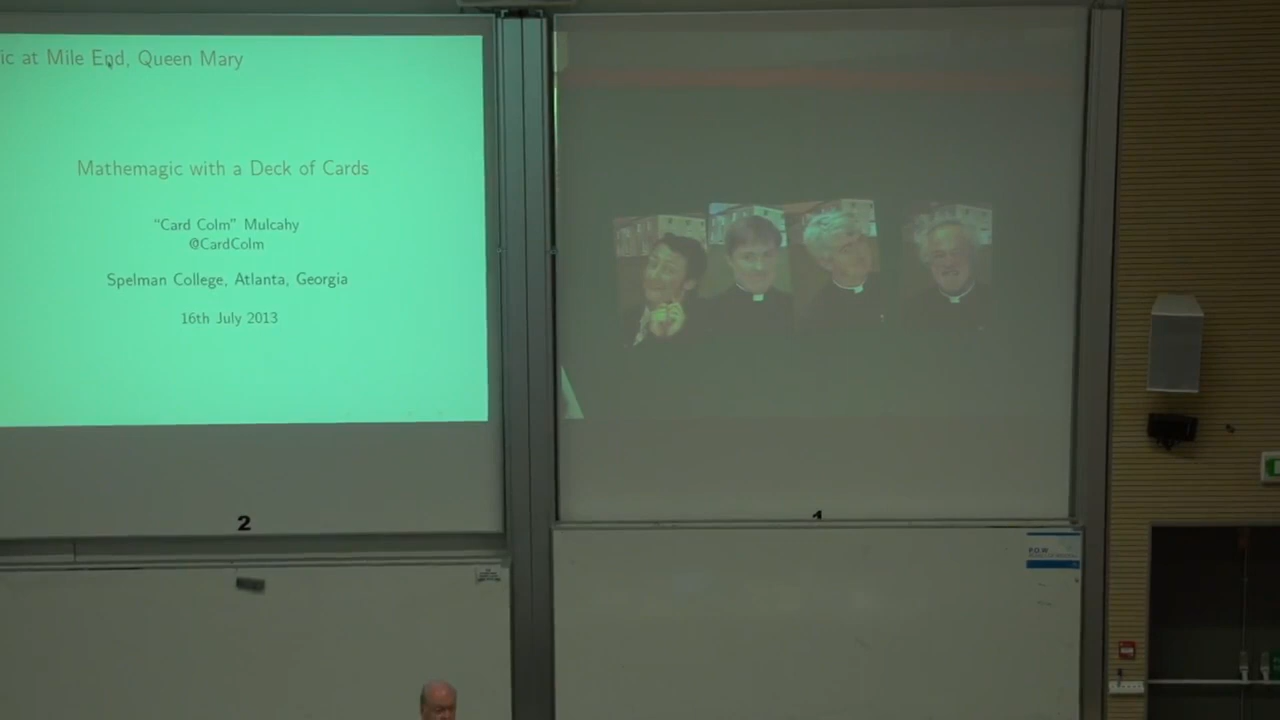 ic at Mile End, Queen Mary
Mathemagic with a Deck of Cards
"Card Colm" Mulcahy
@CardColm
Spelman College, Atlanta, Georgia
16th July 2013
2
1